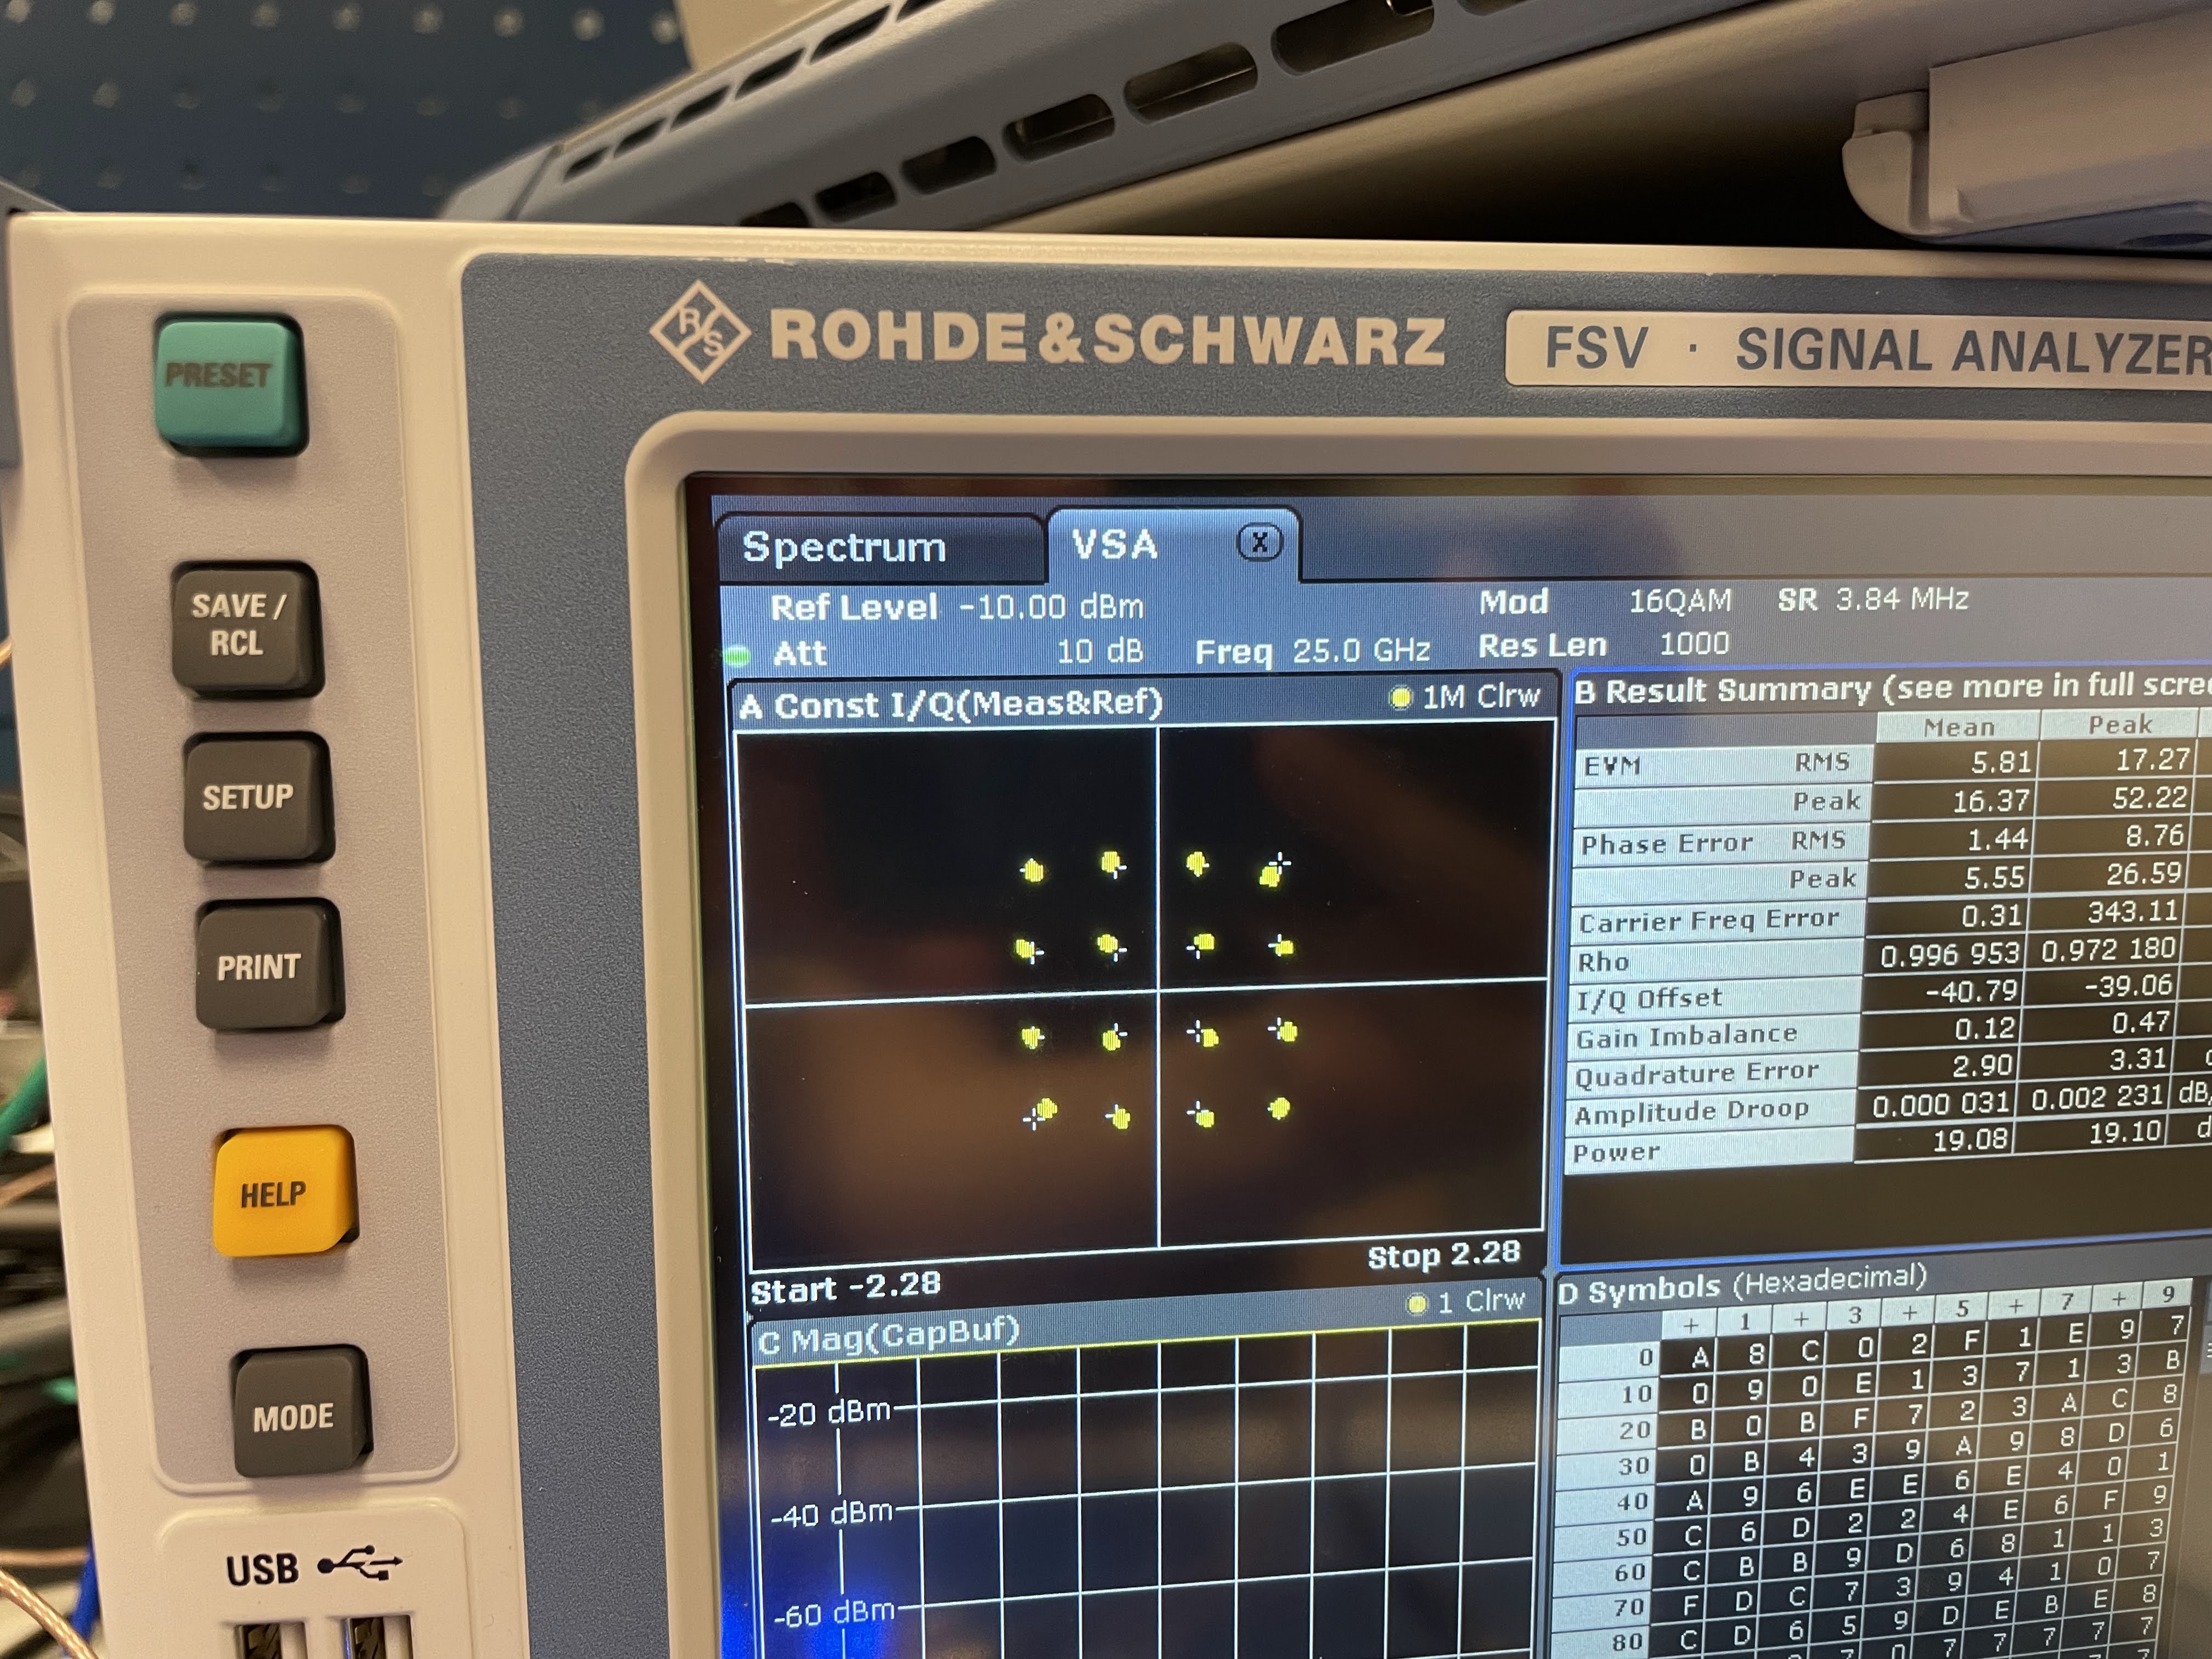 PRESET
SAVE /
RCL
SETUP
PRINT
HELP
MODE
USB
R S
ROHDE & SCHWARZ
FSV · SIGNAL ANALYZER
Spectrum
VSA X
Ref Level -10.00 dBm Mod 16QAM SR 3.84 MHz
Att 10 dB Freq 25.0 GHz Res Len 1000
A Const I/Q(Meas&Ref) 1M Clrw
Start -2.28 Stop 2.28
B Result Summary (see more in full scre
Mean Peak
EVM RMS 5.81 17.27
Peak 16.37 52.22
Phase Error RMS 1.44 8.76
Peak 5.55 26.59
Carrier Freq Error 0.31 343.11
Rho 0.996 953 0.972 180
I/Q Offset -40.79 -39.06
Gain Imbalance 0.12 0.47
Quadrature Error 2.90 3.31
Amplitude Droop 0.000 031 0.002 231 dB/
Power 19.08 19.10 d
C Mag(CapBuf) 1 Clrw
-20 dBm
-40 dBm
-60 dBm
D Symbols (Hexadecimal)
+ 1 + 3 + 5 + 7 + 9
0 A 8 C 0 2 F 1 E 9 7
10 0 9 0 E 1 3 7 1 3 B
20 B 0 B F 7 2 3 A C 8
30 0 B 4 3 9 A 9 8 D 6
40 A 9 6 E E 6 E 4 0 1
50 C 6 D 2 2 4 E 6 F 9
60 C B B 9 D 6 8 1 1 3
70 F D C 7 3 9 4 1 0 7
80 C D 6 5 9 D E B E 8
7 0 7 7 7 7 7